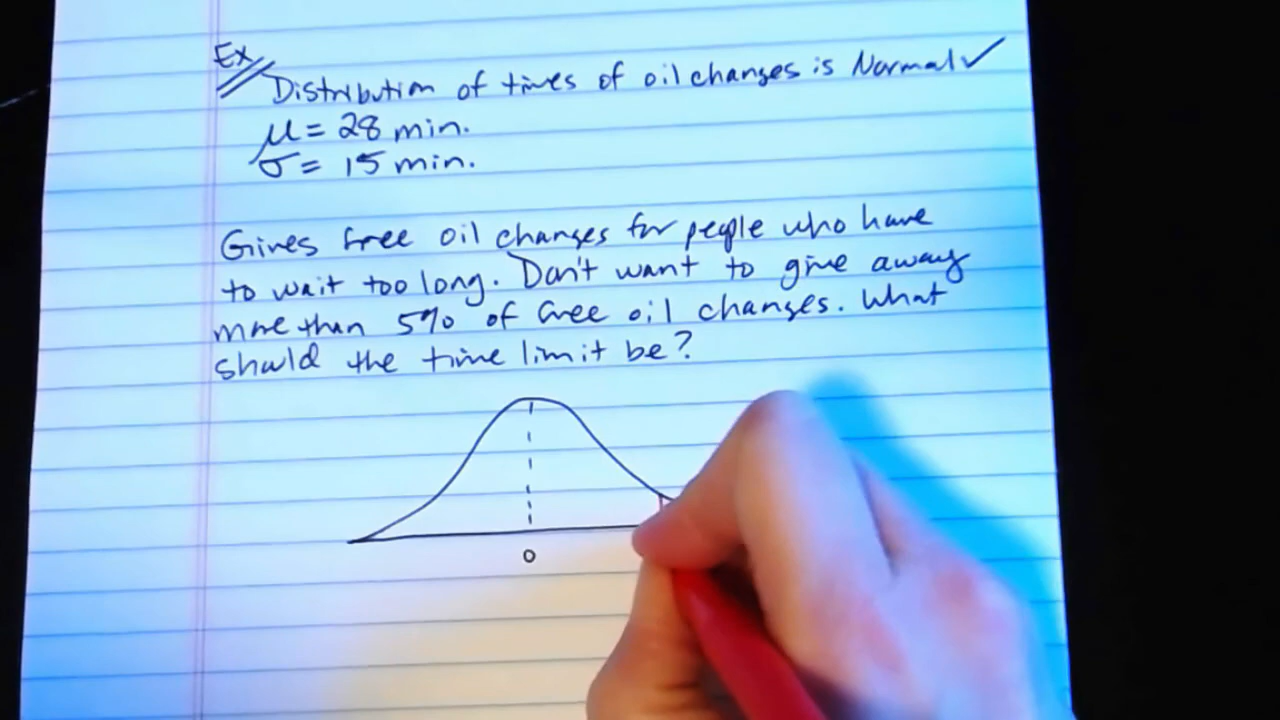 Ex
Distribution of times of oil changes is Normal ✓
μ = 28 min.
σ = 15 min.
Gives free oil changes for people who have
to wait too long. Don't want to give away
more than 5% of free oil changes. What
should the time limit be?
0